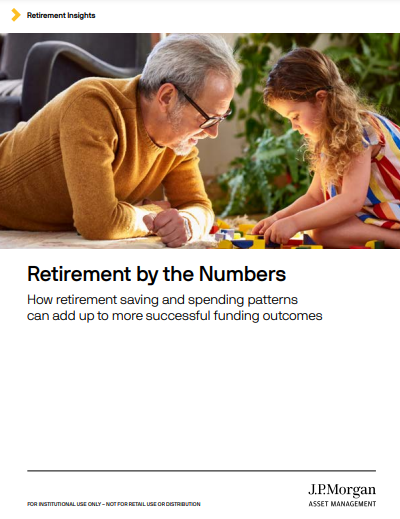 Retirement Insights
Retirement by the Numbers
How retirement saving and spending patterns
can add up to more successful funding outcomes
J.P.Morgan
ASSET MANAGEMENT
FOR INSTITUTIONAL USE ONLY – NOT FOR RETAIL USE OR DISTRIBUTION